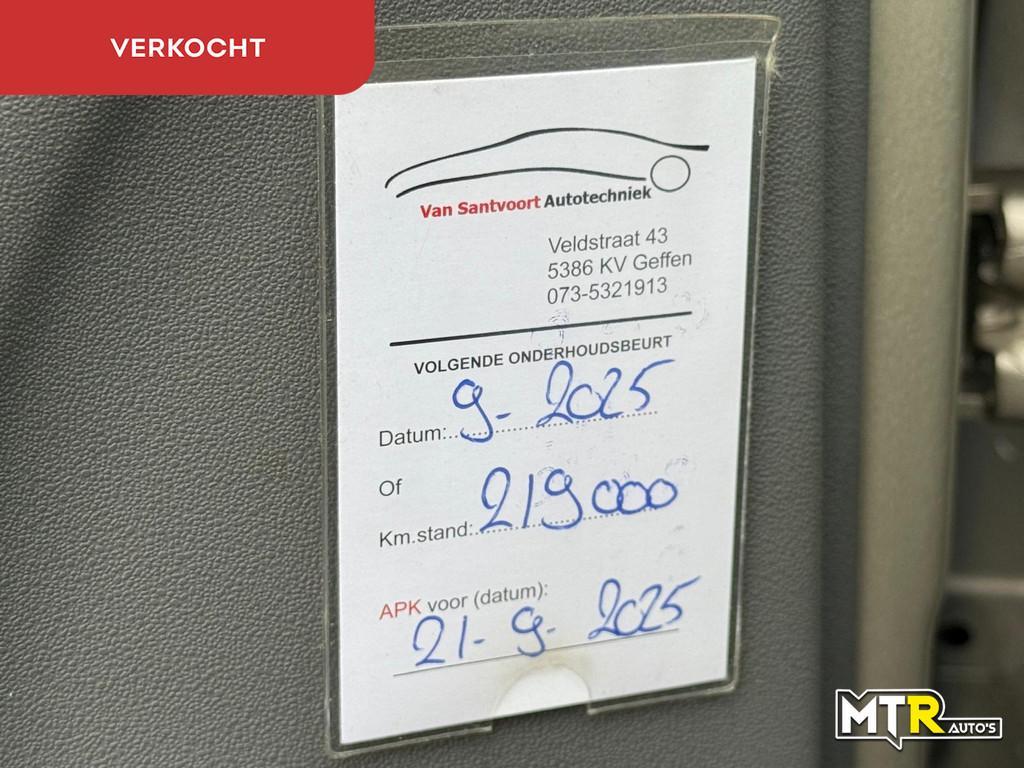 VERKOCHT
Van Santvoort Autotechniek
Veldstraat 43
5386 KV Geffen
073-5321913
VOLGENDE ONDERHOUDSBEURT
Datum: 9-2025
Of
Km.stand: 219000
APK voor (datum):
21-9-2025
MTR AUTO'S